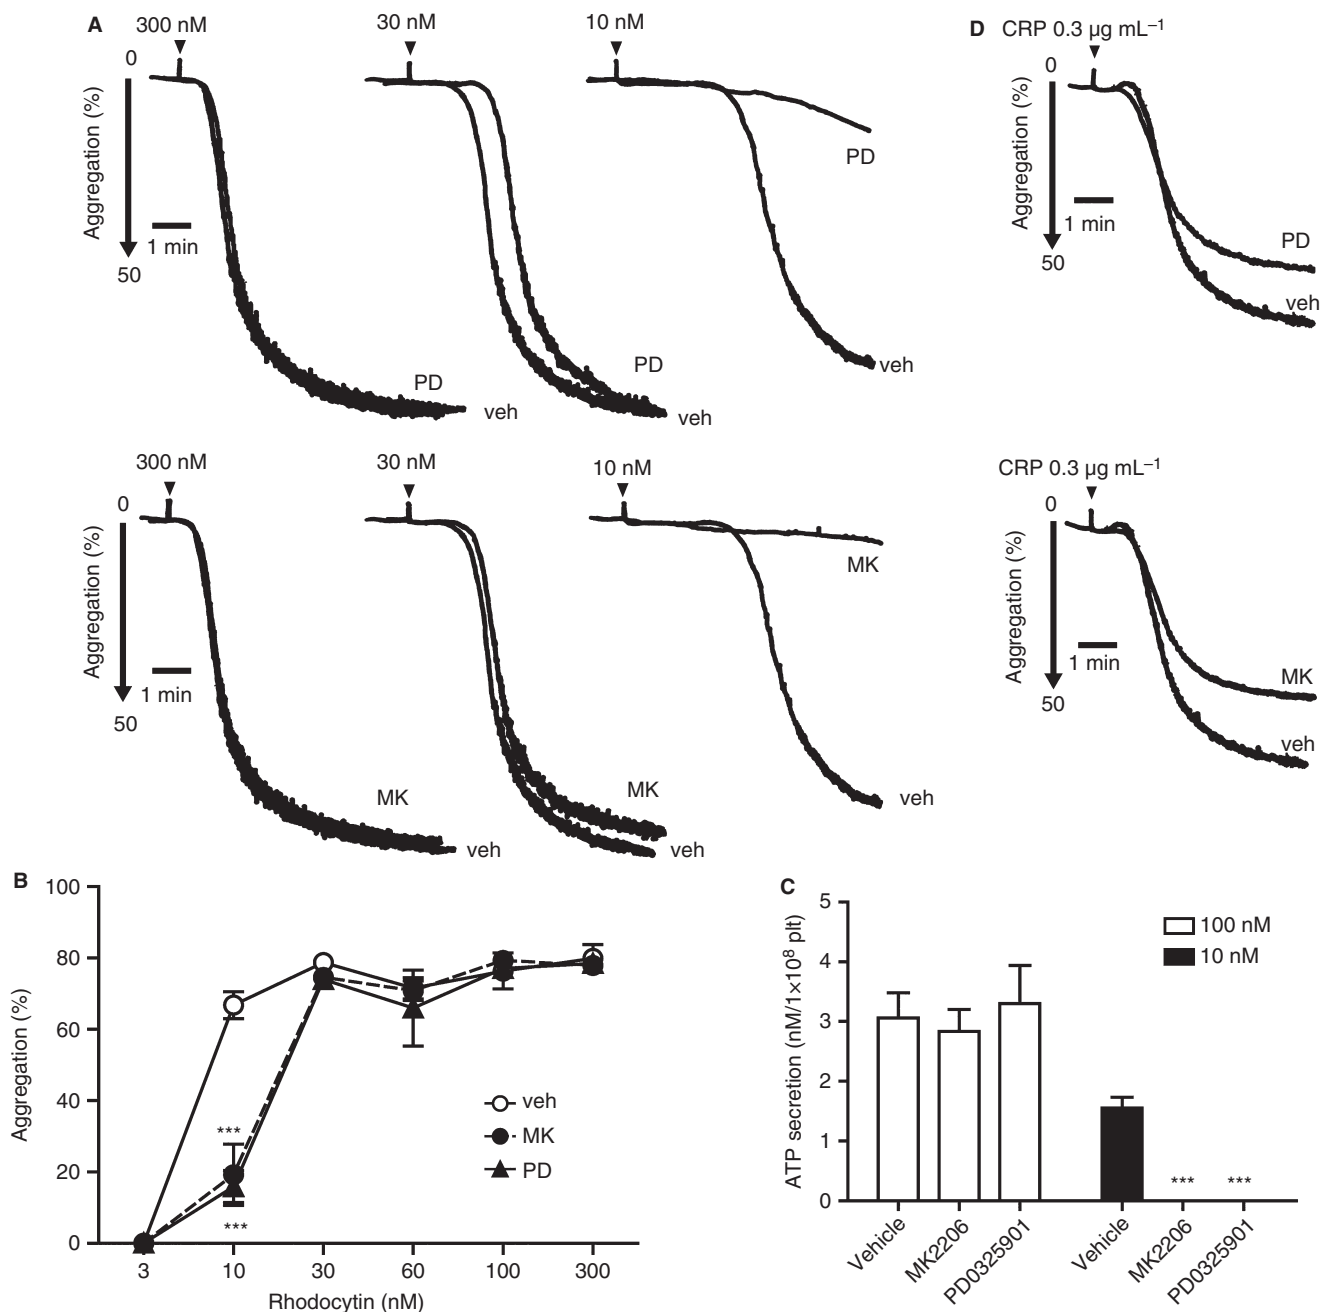 A
300 nM
30 nM
10 nM
0
Aggregation (%)
50
1 min
PD
veh
PD
veh
PD
veh
D
CRP 0.3 µg mL–1
0
Aggregation (%)
50
1 min
PD
veh
300 nM
30 nM
10 nM
0
Aggregation (%)
50
1 min
MK
veh
MK
veh
MK
veh
CRP 0.3 µg mL–1
0
Aggregation (%)
50
1 min
MK
veh
B
100
80
60
40
20
0
Aggregation (%)
***
***
veh
MK
PD
3 10 30 60 100 300
Rhodocytin (nM)
C
5
4
3
2
1
0
ATP secretion (nM/1×10⁸ plt)
100 nM
10 nM
*** ***
Vehicle
MK2206
PD0325901
Vehicle
MK2206
PD0325901